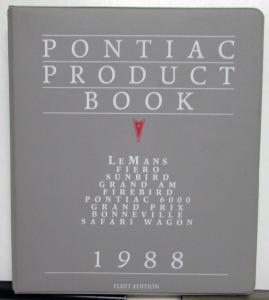 PONTIAC
PRODUCT
BOOK
LEMANS
FIERO
SUNBIRD
GRAND AM
FIREBIRD
PONTIAC 6000
GRAND PRIX
BONNEVILLE
SAFARI WAGON
1988
FLEET EDITION